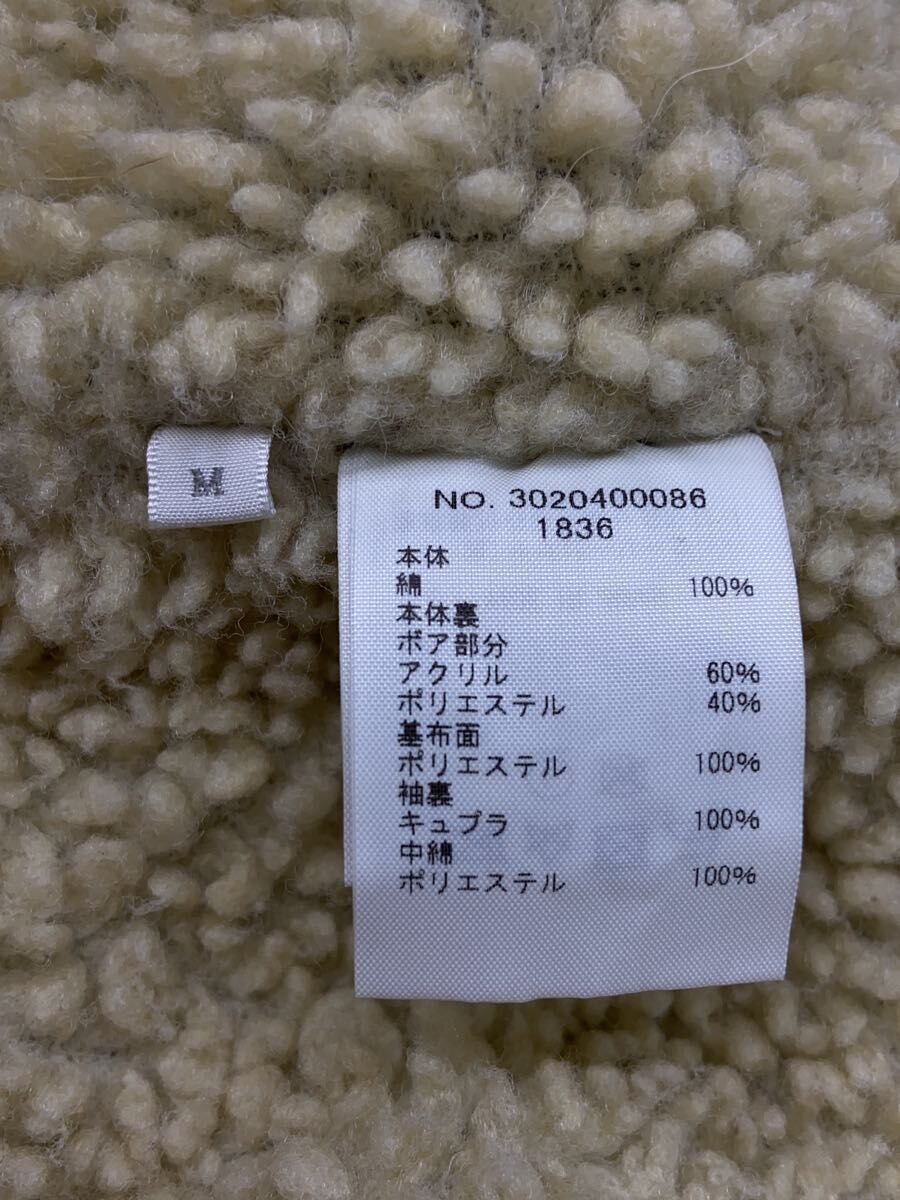 M
NO. 3020400086
1836
本体
綿 100%
本体裏
ボア部分
アクリル 60%
ポリエステル 40%
基布面
ポリエステル 100%
袖裏
キュプラ 100%
中綿
ポリエステル 100%